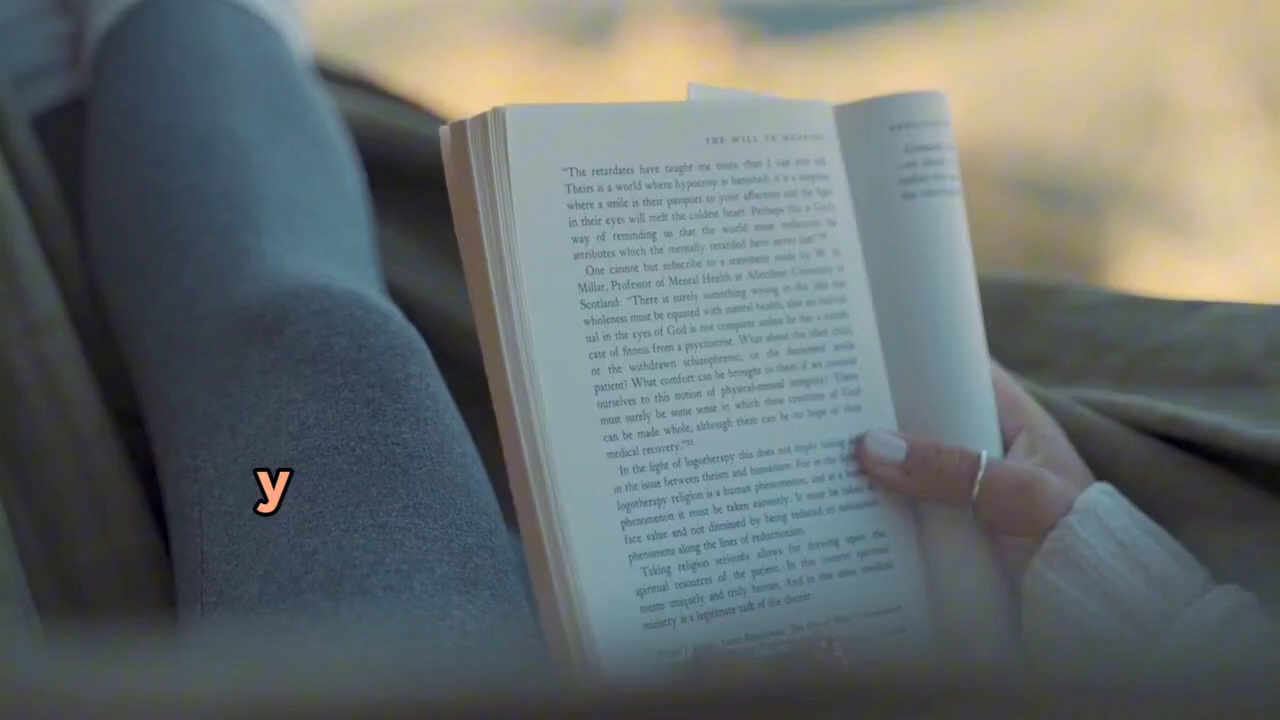 THE WILL TO MEANING
"The retardates have taught me more than I can
Theirs is a world where hypocrisy is banished; it is a
where a smile is their passport to your affection and the light
in their eyes will melt the coldest heart. Perhaps this is God's
way of reminding us that the world must
attributes which the mentally retarded have never lost."
One cannot but subscribe to a statement made by W. M.
Millar, Professor of Mental Health at Aberdeen University in
Scotland: "There is surely something wrong in the idea that
wholeness must be equated with mental health, that an individ-
ual in the eyes of God is not complete unless he has a certifi-
cate of fitness from a psychiatrist. What about the idiot child,
or the withdrawn schizophrenic, or the demented senile
patient? What comfort can be brought to them if we commit
ourselves to this notion of physical-mental integrity? There
must surely be some sense in which these creatures of God
can be made whole, although there can be no hope of their
medical recovery."
In the light of logotherapy this does not imply taking
in the issue between theism and humanism. For in the
logotherapy religion is a human phenomenon, and as a
phenomenon it must be taken earnestly. It must be taken at
face value and not dismissed by being reduced to
phenomena along the lines of reductionism.
Taking religion seriously allows for drawing upon the
spiritual resources of the patient. In this context spiritual
means uniquely and truly human. And in this sense medical
ministry is a legitimate task of the doctor.
y